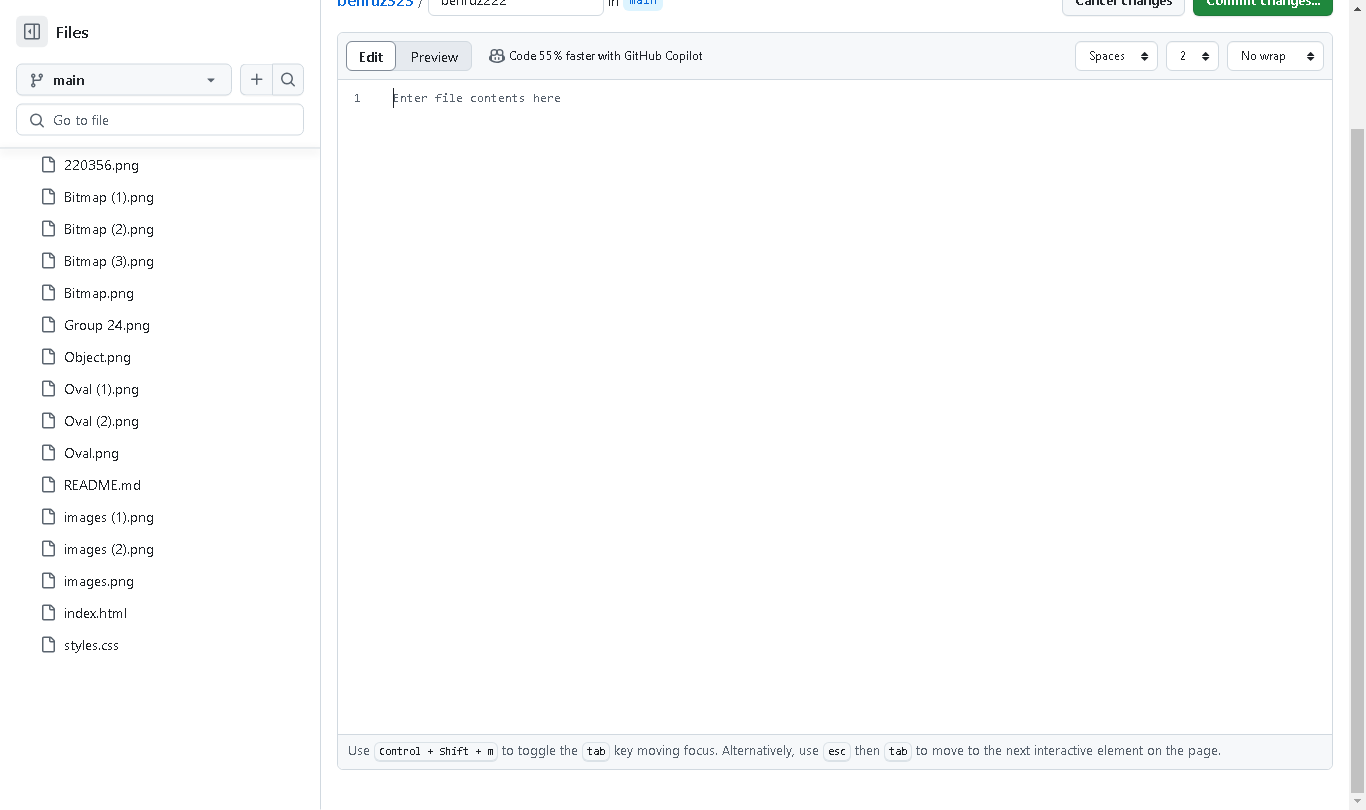 Files
main
Go to file
220356.png
Bitmap (1).png
Bitmap (2).png
Bitmap (3).png
Bitmap.png
Group 24.png
Object.png
Oval (1).png
Oval (2).png
Oval.png
README.md
images (1).png
images (2).png
images.png
index.html
styles.css
behruz323 / behruz222 in main Cancel changes Commit changes...
Edit Preview Code 55% faster with GitHub Copilot Spaces 2 No wrap
1 Enter file contents here
Use Control + Shift + m to toggle the tab key moving focus. Alternatively, use esc then tab to move to the next interactive element on the page.